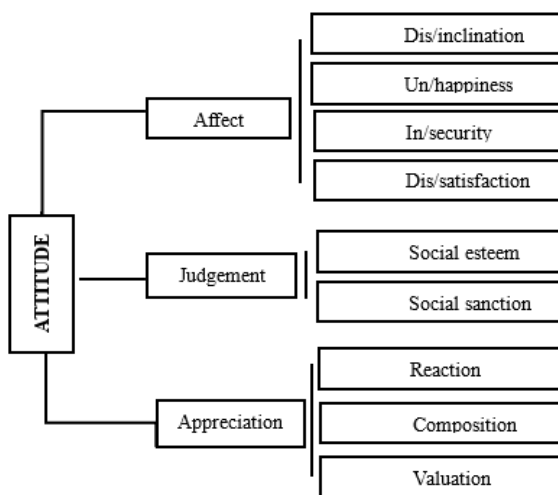 ATTITUDE
Affect
Dis/inclination
Un/happiness
In/security
Dis/satisfaction
Judgement
Social esteem
Social sanction
Appreciation
Reaction
Composition
Valuation